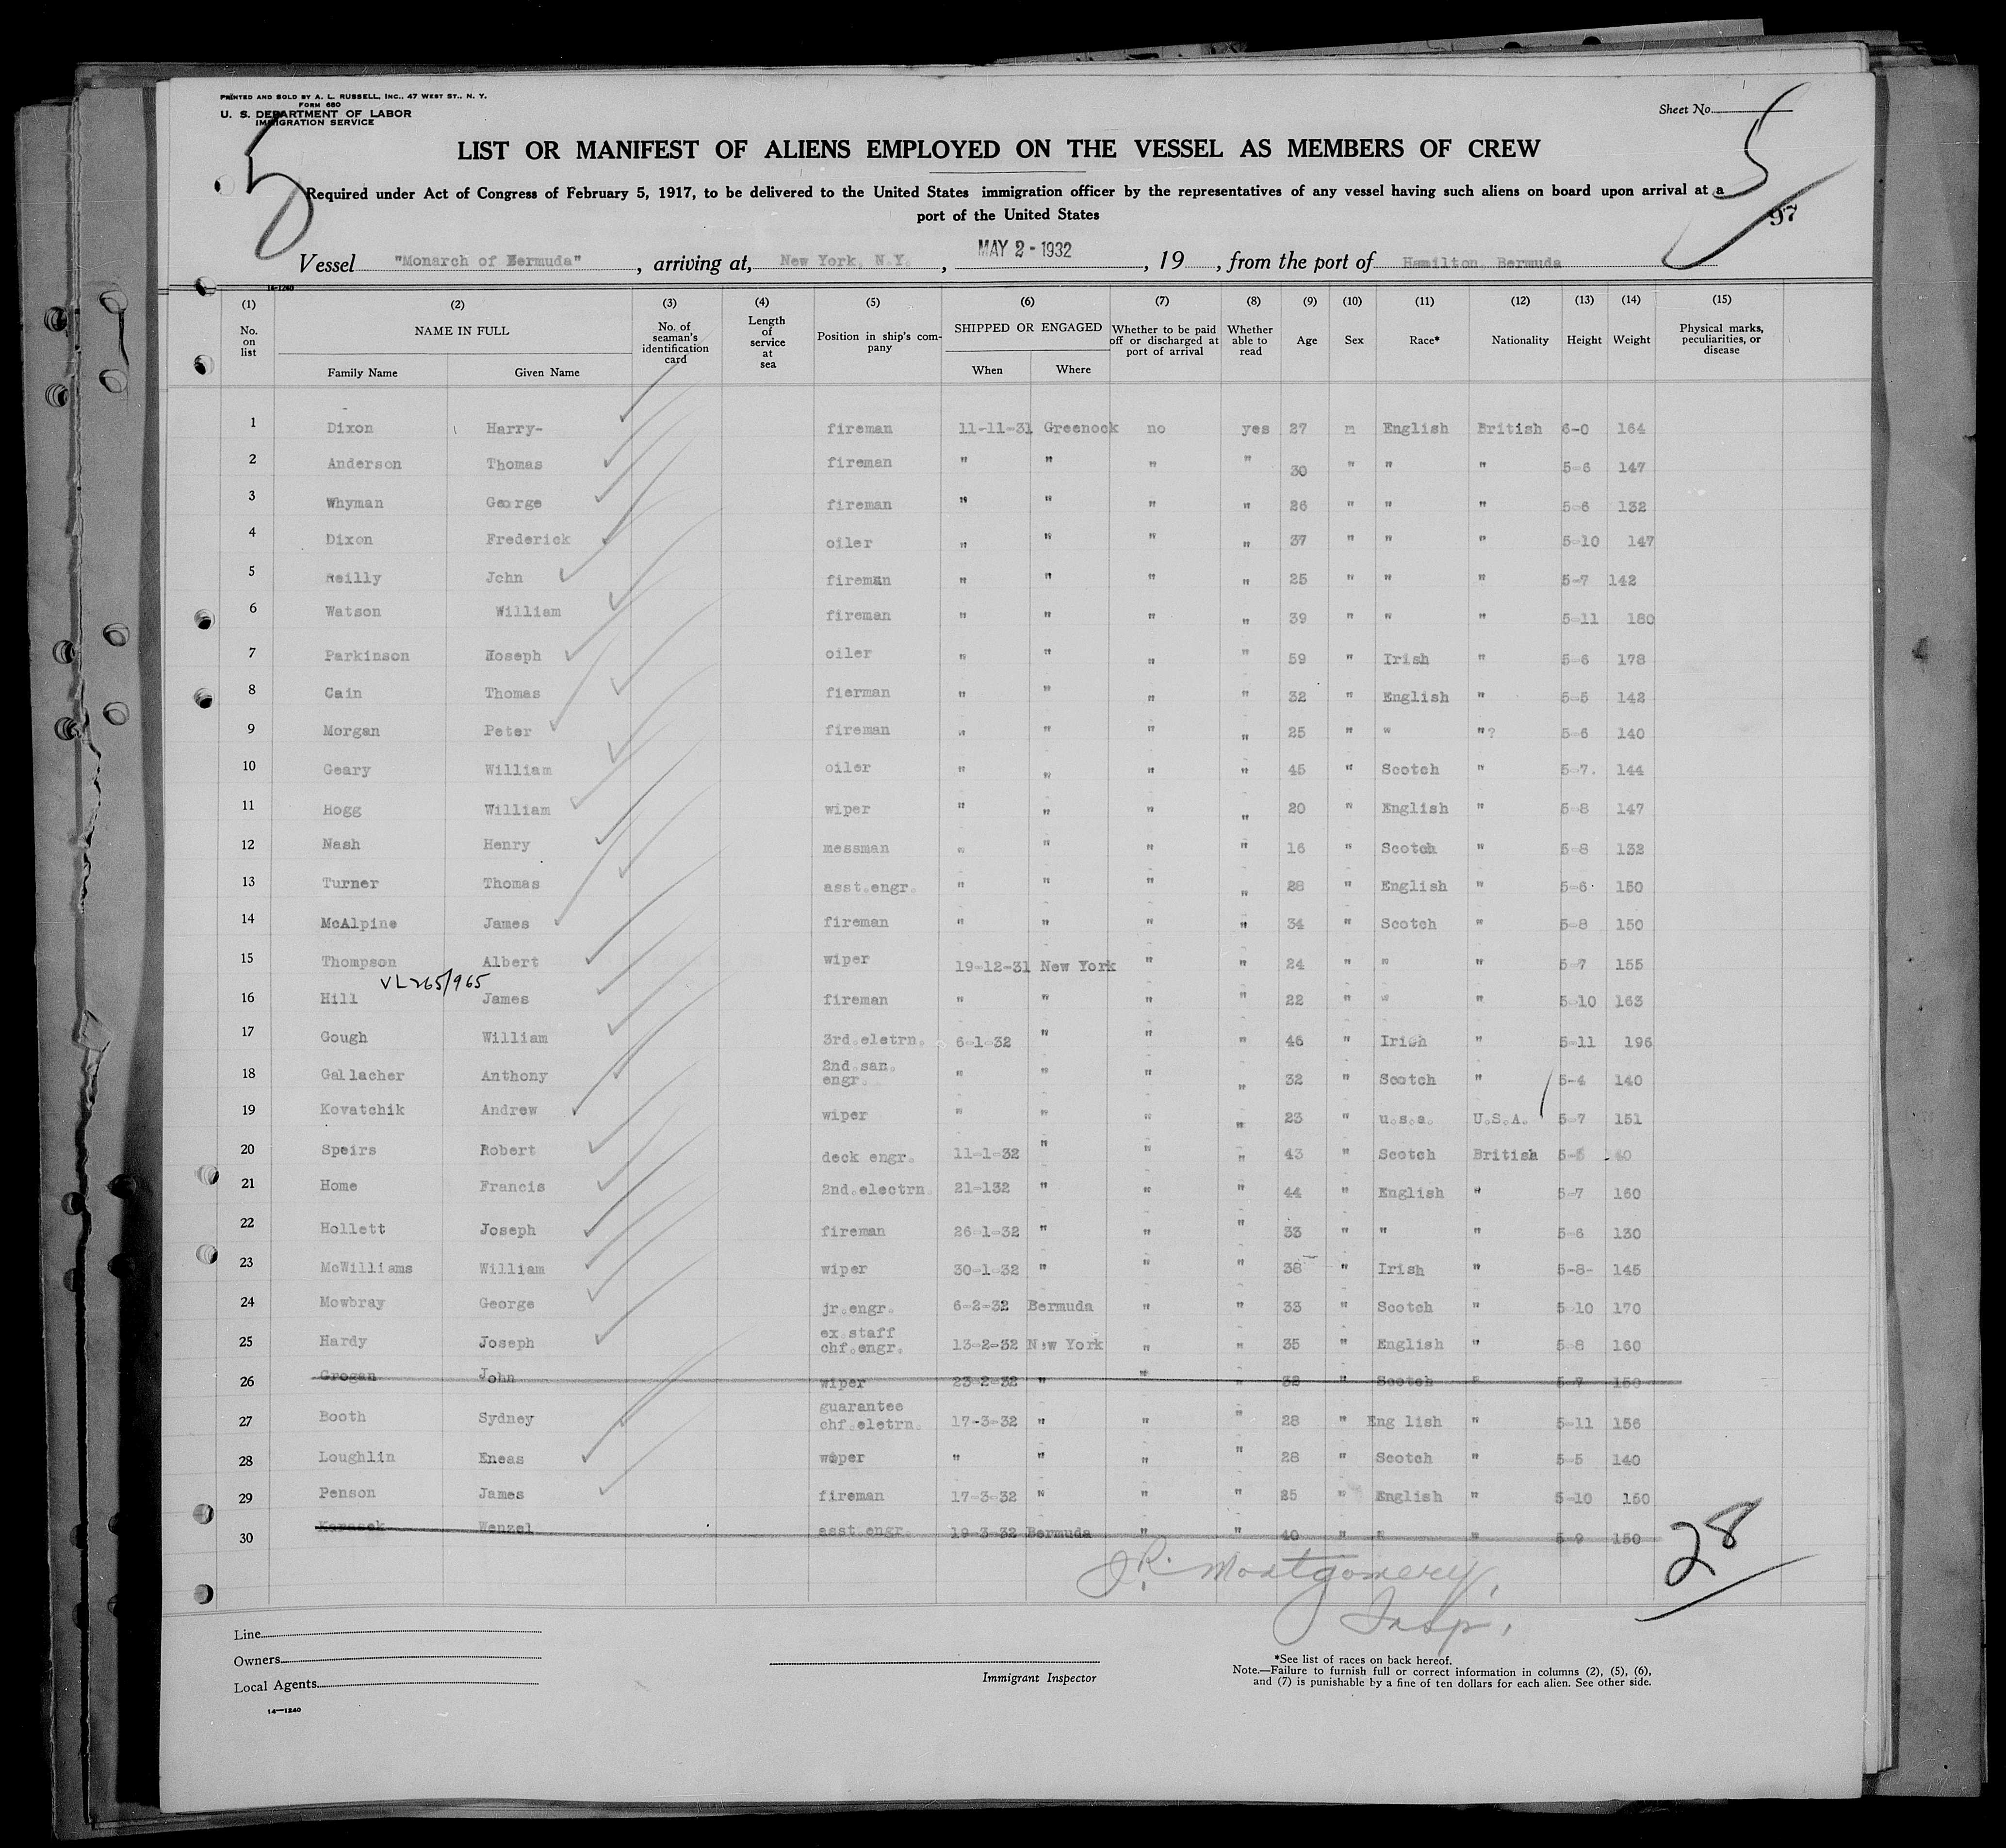 PRINTED AND SOLD BY A. L. RUSSELL, INC., 47 WEST ST., N. Y.
FORM 680
U. S. DEPARTMENT OF LABOR
IMMIGRATION SERVICE
Sheet No.
5
5
LIST OR MANIFEST OF ALIENS EMPLOYED ON THE VESSEL AS MEMBERS OF CREW
Required under Act of Congress of February 5, 1917, to be delivered to the United States immigration officer by the representatives of any vessel having such aliens on board upon arrival at a
port of the United States
97
Vessel "Monarch of Bermuda", arriving at, New York, N.Y., MAY 2 - 1932, 19 , from the port of Hamilton Bermuda
14-1240
(1) (2) (3) (4) (5) (6) (7) (8) (9) (10) (11) (12) (13) (14) (15)
No. on list NAME IN FULL Family Name Given Name No. of seaman's identification card Length of service at sea Position in ship's company SHIPPED OR ENGAGED When Where Whether to be paid off or discharged at port of arrival Whether able to read Age Sex Race* Nationality Height Weight Physical marks, peculiarities, or disease
1 Dixon Harry- fireman 11-11-31 Greenock no yes 27 m English British 6-0 164
2 Anderson Thomas fireman " " " " 30 " " " 5-6 147
3 Whyman George fireman " " " " 26 " " " 5-6 132
4 Dixon Frederick oiler " " " " 37 " " " 5-10 147
5 Reilly John fireman " " " " 25 " " " 5-7 142
6 Watson William fireman " " " " 39 " " " 5-11 180
7 Parkinson Hoseph oiler " " " " 59 " Irish " 5-6 178
8 Cain Thomas fierman " " " " 32 " English " 5-5 142
9 Morgan Peter fireman " " " " 25 " " "? 5-6 140
10 Geary William oiler " " " " 45 " Scotch " 5-7. 144
11 Hogg William wiper " " " " 20 " English " 5-8 147
12 Nash Henry messman " " " " 16 " Scotch " 5-8 132
13 Turner Thomas asst.engr. " " " " 28 " English " 5-6 150
14 McAlpine James fireman " " " " 34 " Scotch " 5-8 150
15 Thompson Albert wiper 19-12-31 New York " " 24 " " " 5-7 155
VL 265/965
16 Hill James fireman " " " " 22 " " " 5-10 163
17 Gough William 3rd.eletrn. 6-1-32 " " " 46 " Irish " 5-11 196
18 Gallacher Anthony 2nd.san. engr. " " " " 32 " Scotch " 5-4 140
19 Kovatchik Andrew wiper " " " " 23 " u.s.a. U.S.A. 5-7 151
20 Speirs Robert deck engr. 11-1-32 " " " 43 " Scotch British
21 Home Francis 2nd.electrn. 21-132 " " " 44 " English " 5-7 160
22 Hollett Joseph fireman 26-1-32 " " " 33 " " " 5-6 130
23 McWilliams William wiper 30-1-32 " " " 38 " Irish " 5-8- 145
24 Mowbray George jr.engr. 6-2-32 Bermuda " " 33 " Scotch " 5-10 170
25 Hardy Joseph ex.staff chf.engr. 13-2-32 New York " " 35 " English " 5-8 160
26 Grogan John wiper 23-2-32 " " " 32 " Scotch " 5-7 150
27 Booth Sydney guarantee chf.eletrn. 17-3-32 " " " 28 " Eng lish " 5-11 156
28 Loughlin Eneas wiper " " " " 28 " Scotch " 5-5 140
29 Penson James fireman 17-3-32 " " " 25 " English " 5-10 150
30 Karasek Wenzel asst.engr. 19-3-32 Bermuda " " 40 " " " 5-9 150
28
J.R. Montgomery,
Insp.
Line
Owners
Local Agents
14-1240
Immigrant Inspector
*See list of races on back hereof.
Note.—Failure to furnish full or correct information in columns (2), (5), (6),
and (7) is punishable by a fine of ten dollars for each alien. See other side.